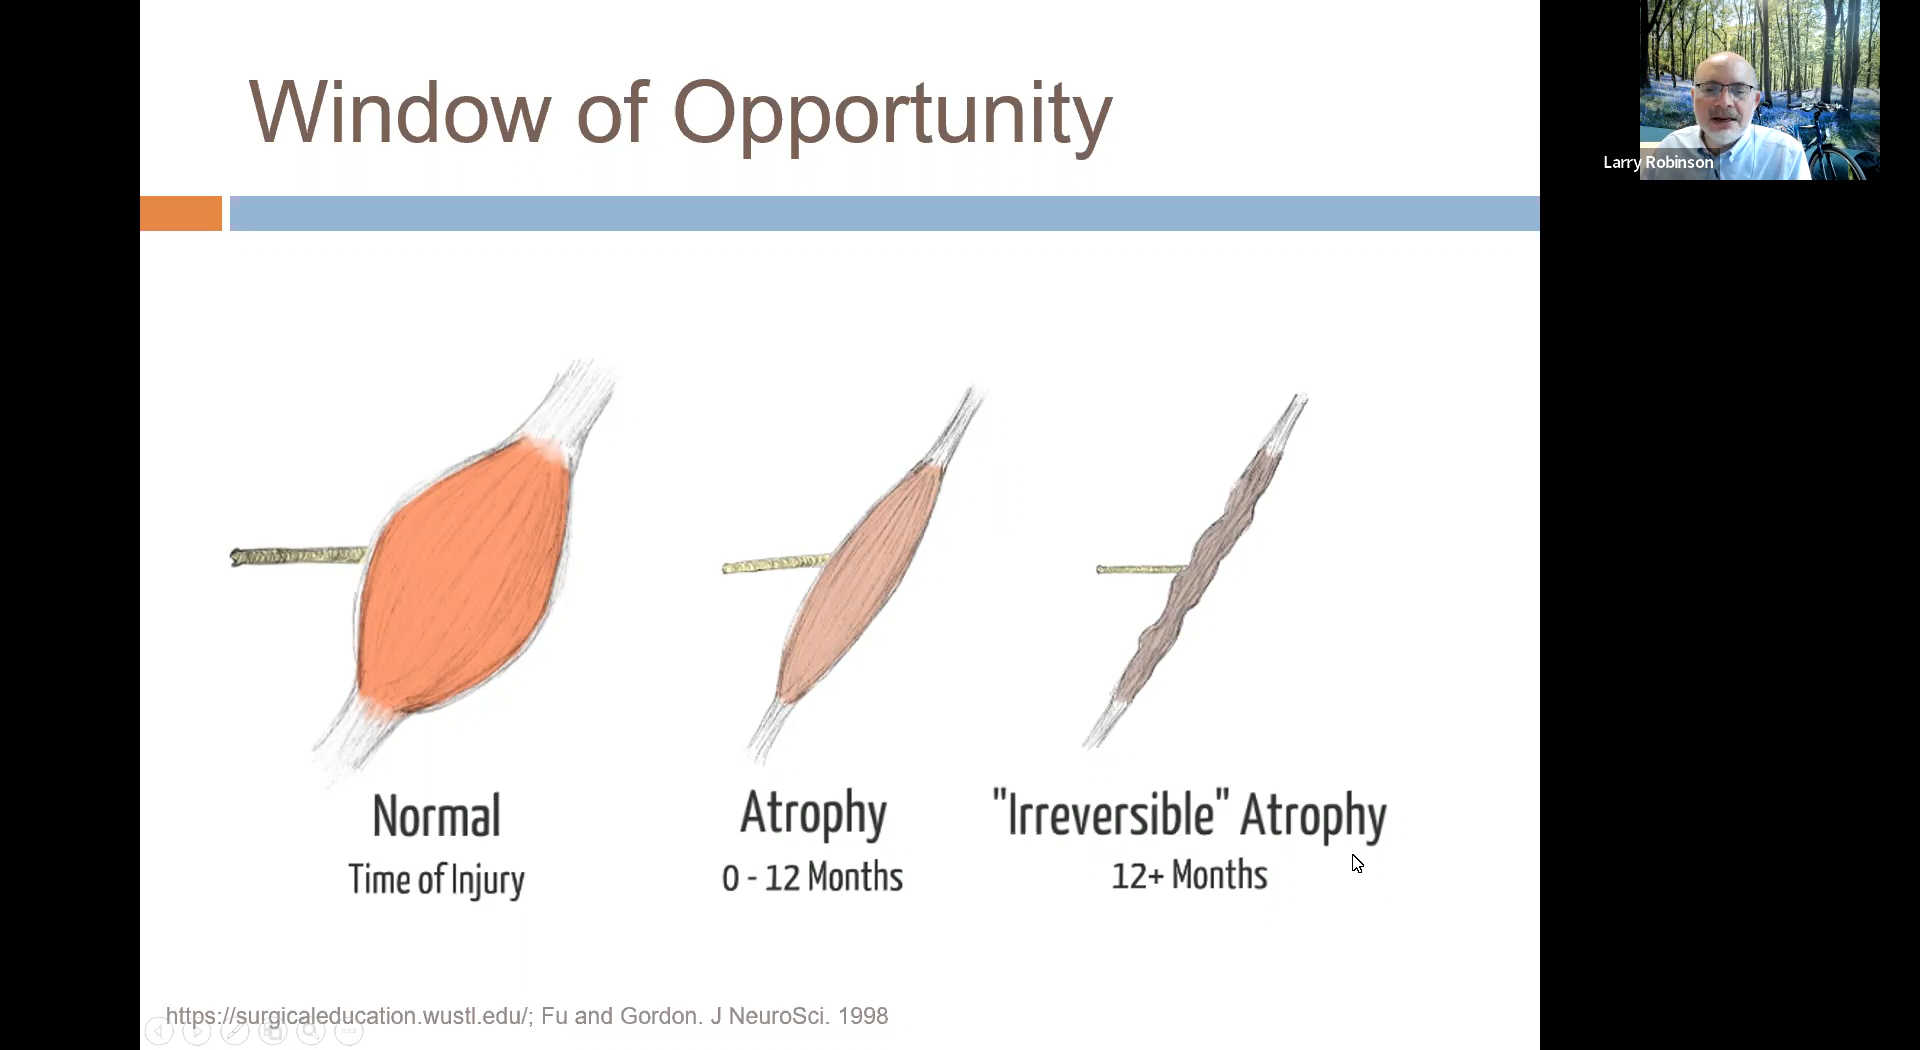 Window of Opportunity
Larry Robinson
Normal
Time of Injury
Atrophy
0 - 12 Months
"Irreversible" Atrophy
12+ Months
https://surgicaleducation.wustl.edu/; Fu and Gordon. J NeuroSci. 1998